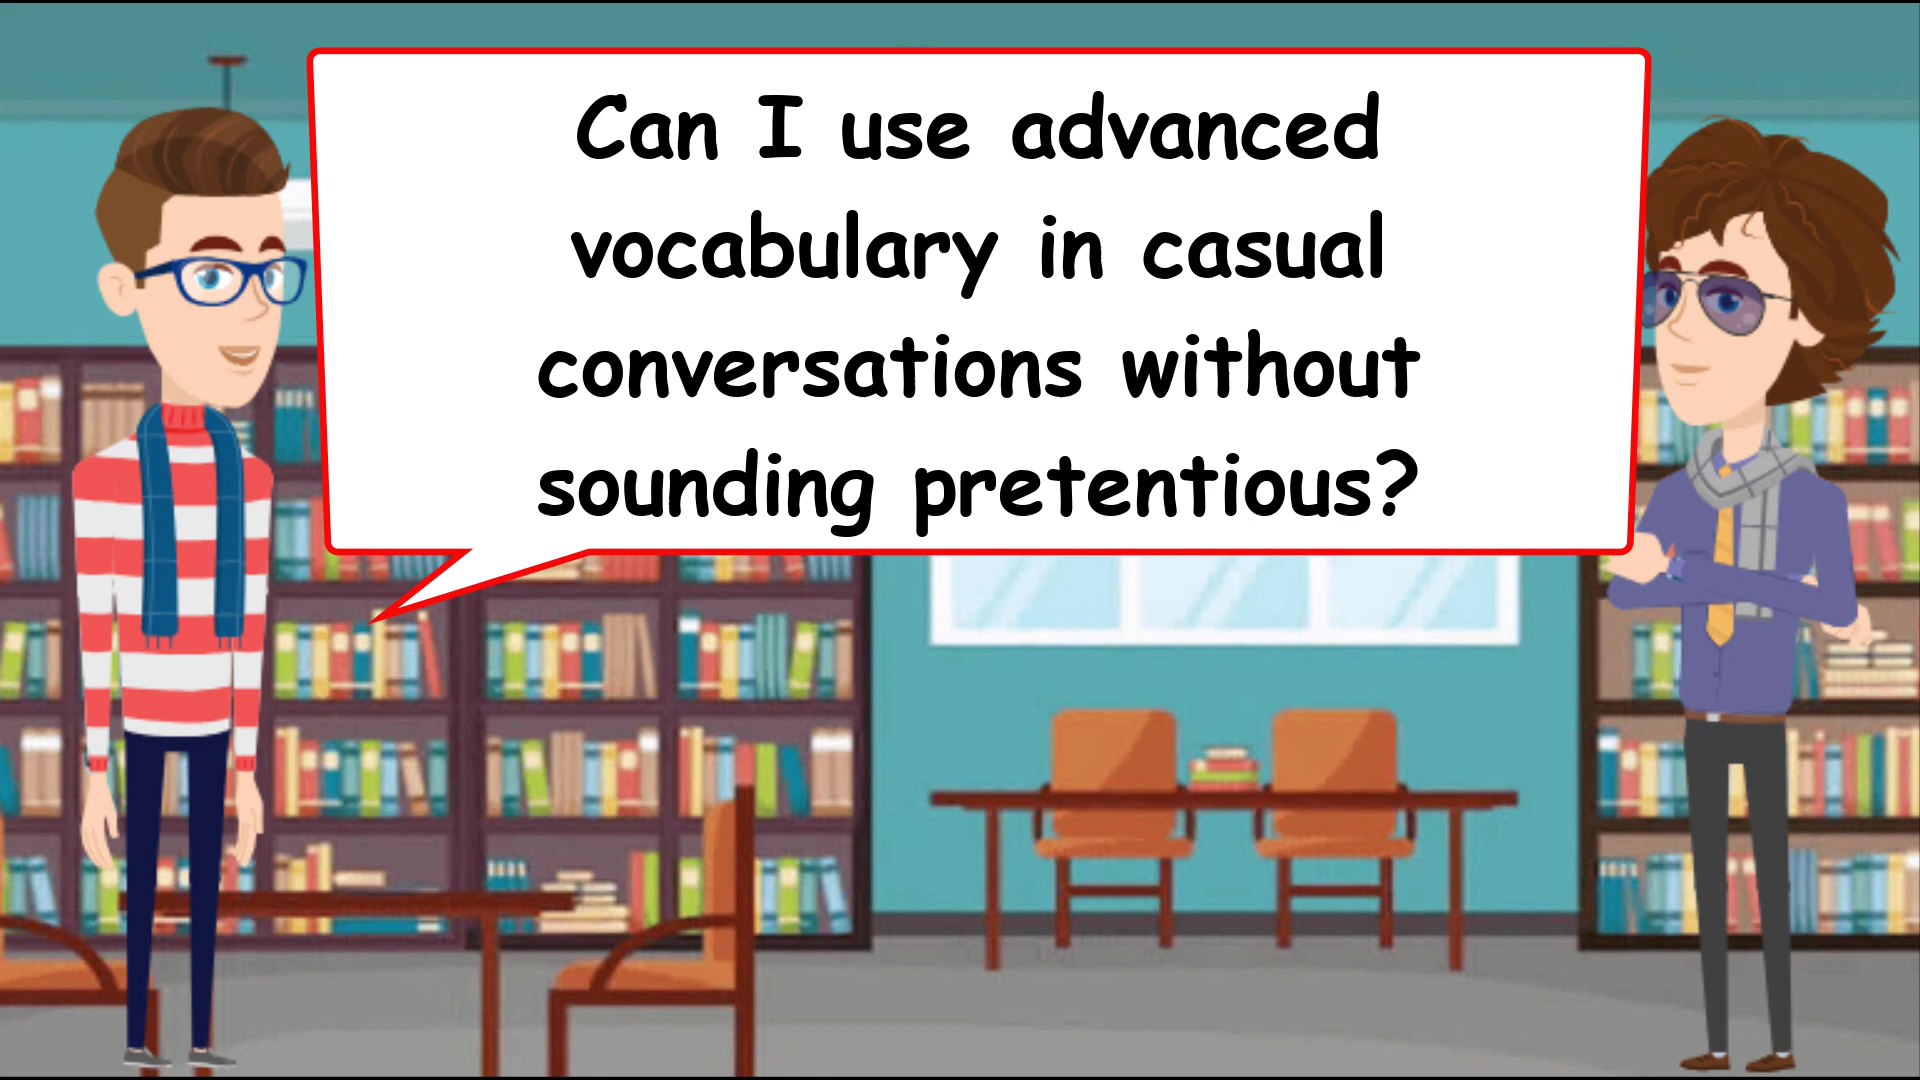 Can I use advanced
vocabulary in casual
conversations without
sounding pretentious?